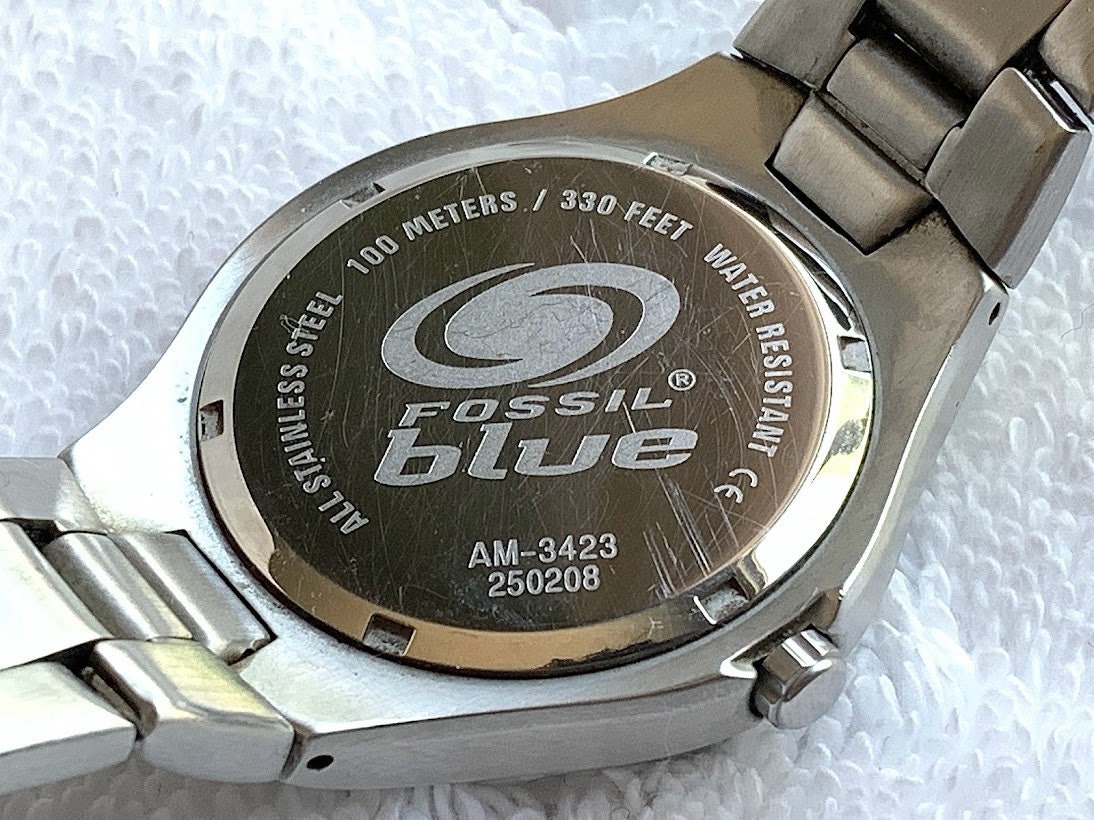 ALL STAINLESS STEEL 100 METERS / 330 FEET WATER RESISTANT CE
FOSSIL®
blue
AM-3423
250208